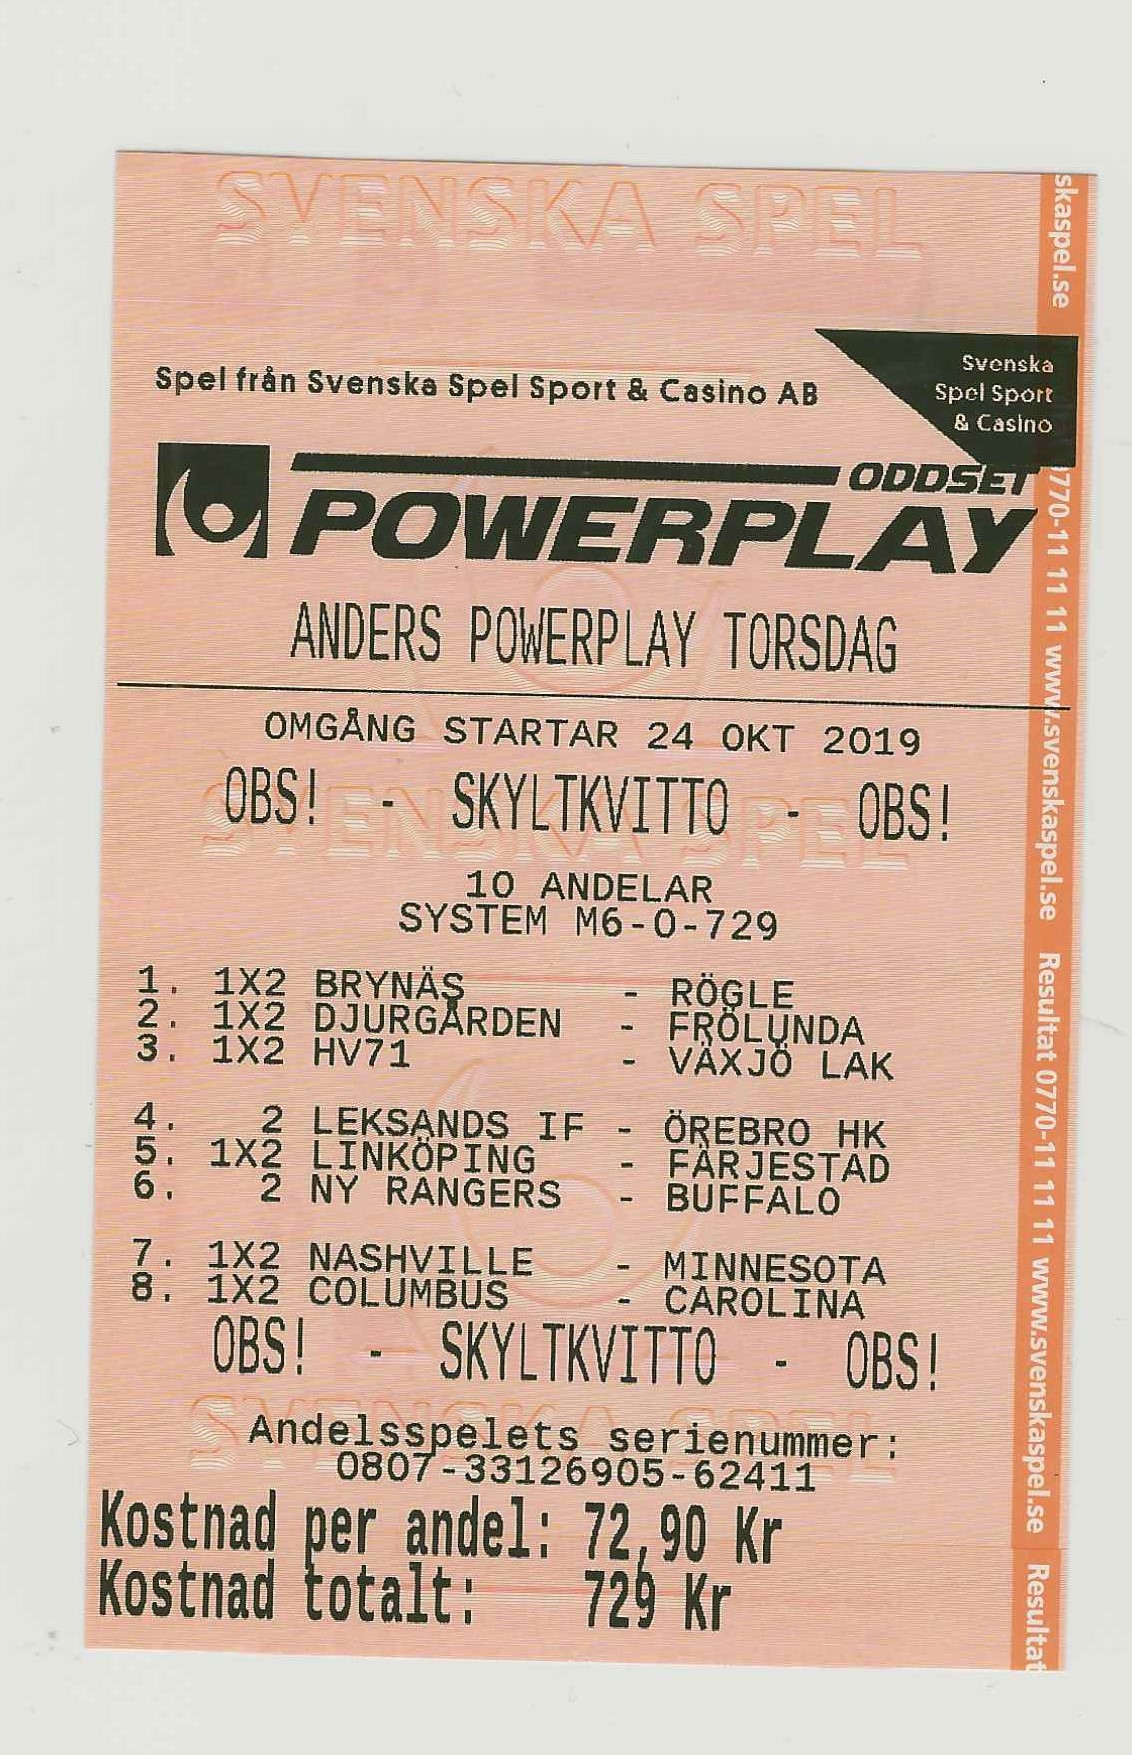 SVENSKA SPEL
Spel från Svenska Spel Sport & Casino AB
Svenska
Spel Sport
& Casino
ODDSET
POWERPLAY
ANDERS POWERPLAY TORSDAG
OMGÅNG STARTAR 24 OKT 2019
OBS! - SKYLTKVITTO - OBS!
SVENSKA SPEL
10 ANDELAR
SYSTEM M6-0-729
1. 1X2 BRYNÄS - RÖGLE
2. 1X2 DJURGÅRDEN - FRÖLUNDA
3. 1X2 HV71 - VÄXJÖ LAK
4. 2 LEKSANDS IF - ÖREBRO HK
5. 1X2 LINKÖPING - FÄRJESTAD
6. 2 NY RANGERS - BUFFALO
7. 1X2 NASHVILLE - MINNESOTA
8. 1X2 COLUMBUS - CAROLINA
OBS! - SKYLTKVITTO - OBS!
SVENSKA SPEL
Andelsspelets serienummer:
0807-33126905-62411
Kostnad per andel: 72,90 Kr
Kostnad totalt: 729 Kr
skaspel.se 0770-11 11 11 www.svenskaspel.se Resultat 0770-11 11 11 www.svenskaspel.se Resultat